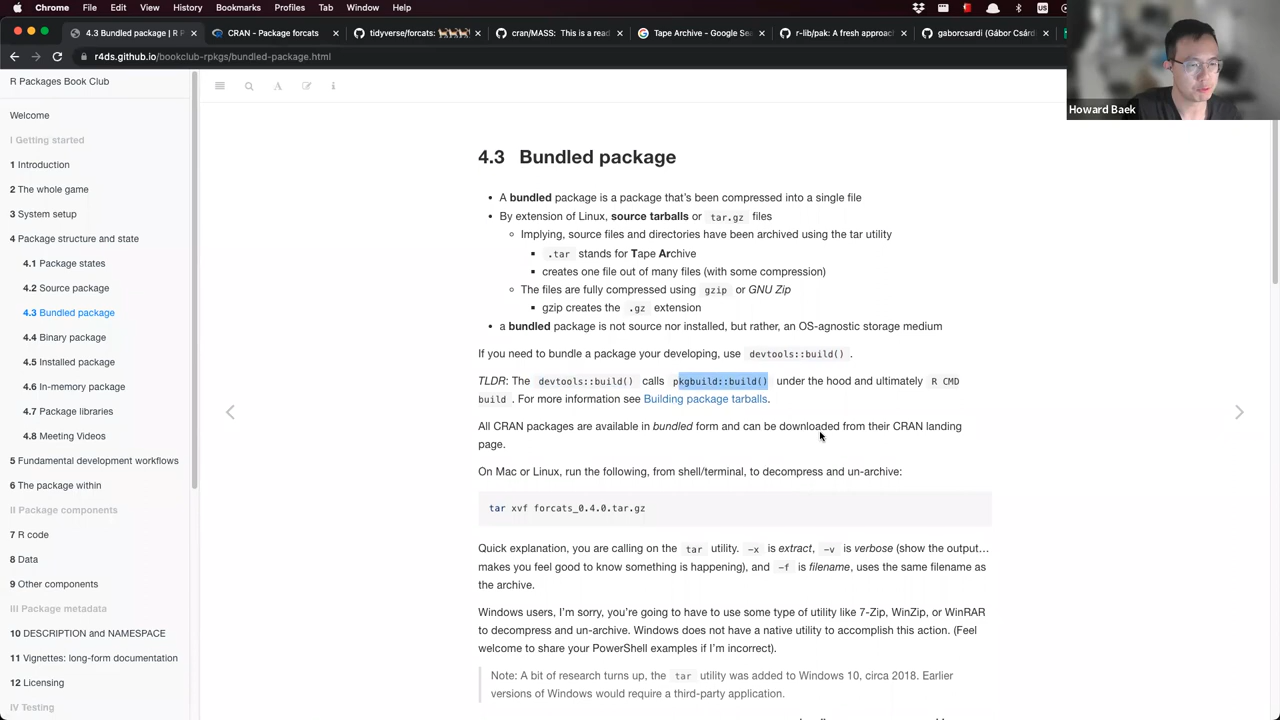 Chrome File Edit View History Bookmarks Profiles Tab Window Help
4.3 Bundled package | R P
CRAN - Package forcats
tidyverse/forcats:
cran/MASS: This is a read
Tape Archive - Google Sea
r-lib/pak: A fresh approac
gaborcsardi (Gábor Csárd
r4ds.github.io/bookclub-rpkgs/bundled-package.html
Howard Baek
R Packages Book Club
Welcome
I Getting started
1 Introduction
2 The whole game
3 System setup
4 Package structure and state
4.1 Package states
4.2 Source package
4.3 Bundled package
4.4 Binary package
4.5 Installed package
4.6 In-memory package
4.7 Package libraries
4.8 Meeting Videos
5 Fundamental development workflows
6 The package within
II Package components
7 R code
8 Data
9 Other components
III Package metadata
10 DESCRIPTION and NAMESPACE
11 Vignettes: long-form documentation
12 Licensing
IV Testing
4.3 Bundled package
A bundled package is a package that's been compressed into a single file
By extension of Linux, source tarballs or tar.gz files
Implying, source files and directories have been archived using the tar utility
.tar stands for Tape Archive
creates one file out of many files (with some compression)
The files are fully compressed using gzip or GNU Zip
gzip creates the .gz extension
a bundled package is not source nor installed, but rather, an OS-agnostic storage medium
If you need to bundle a package your developing, use devtools::build() .
TLDR: The devtools::build() calls pkgbuild::build() under the hood and ultimately R CMD
build . For more information see Building package tarballs.
All CRAN packages are available in bundled form and can be downloaded from their CRAN landing
page.
On Mac or Linux, run the following, from shell/terminal, to decompress and un-archive:
tar xvf forcats_0.4.0.tar.gz
Quick explanation, you are calling on the tar utility. -x is extract, -v is verbose (show the output…
makes you feel good to know something is happening), and -f is filename, uses the same filename as
the archive.
Windows users, I'm sorry, you're going to have to use some type of utility like 7-Zip, WinZip, or WinRAR
to decompress and un-archive. Windows does not have a native utility to accomplish this action. (Feel
welcome to share your PowerShell examples if I'm incorrect).
Note: A bit of research turns up, the tar utility was added to Windows 10, circa 2018. Earlier
versions of Windows would require a third-party application.